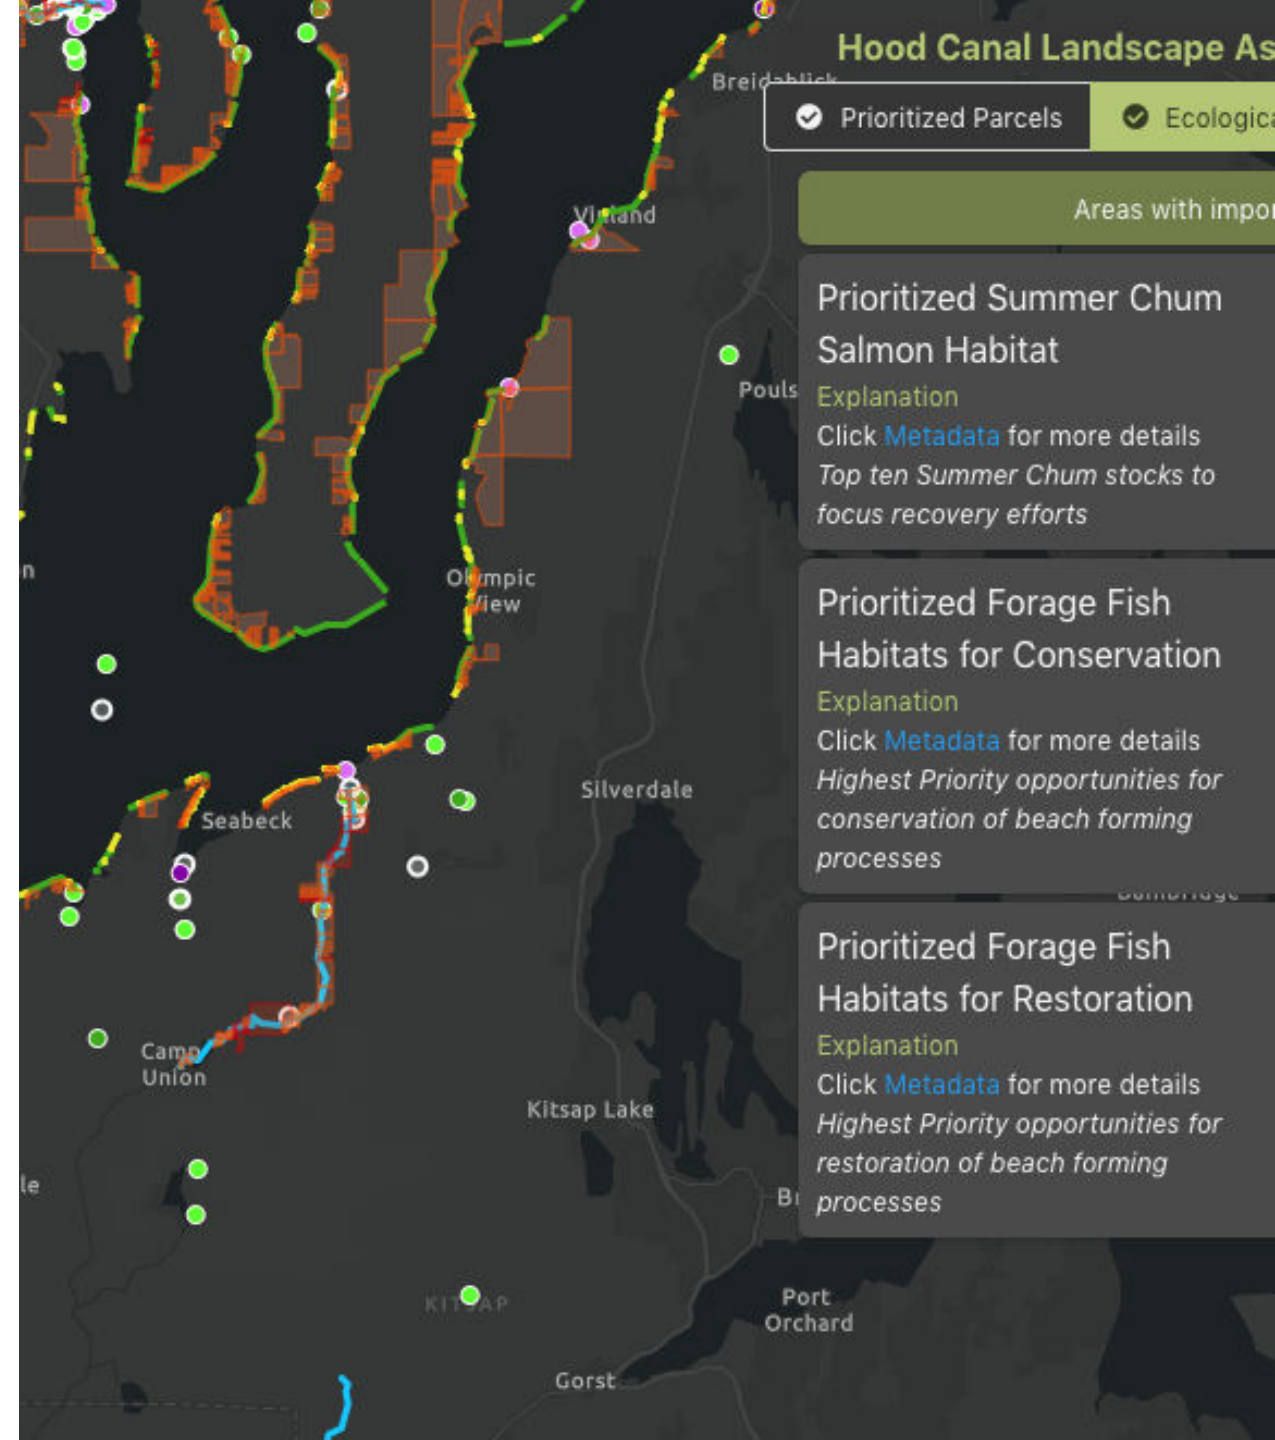 Hood Canal Landscape As
Breidablick
Prioritized Parcels
Ecologica
Vinland
Areas with impor
Prioritized Summer Chum
Salmon Habitat
Pouls
Explanation
Click Metadata for more details
Top ten Summer Chum stocks to
focus recovery efforts
n
Olympic
View
Prioritized Forage Fish
Habitats for Conservation
Explanation
Click Metadata for more details
Highest Priority opportunities for
conservation of beach forming
processes
Silverdale
Seabeck
Bainbridge
Prioritized Forage Fish
Habitats for Restoration
Explanation
Click Metadata for more details
Highest Priority opportunities for
restoration of beach forming
processes
Camp
Union
Kitsap Lake
le
Br
KITSAP
Port
Orchard
Gorst